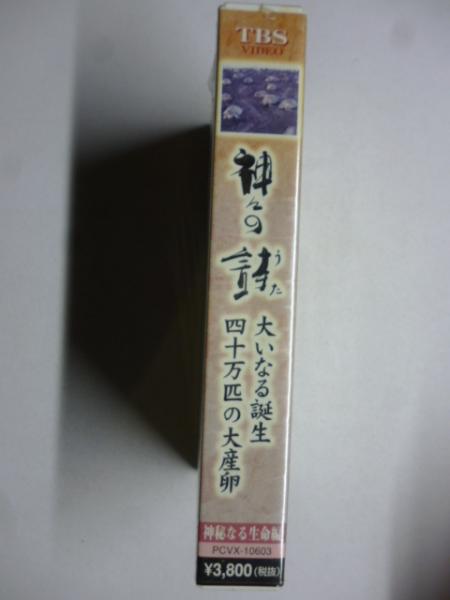 TBS
VIDEO
神々の
詩
うた
大いなる誕生
四十万匹の大産卵
神秘なる生命編
PCVX-10603
¥3,800(税抜)